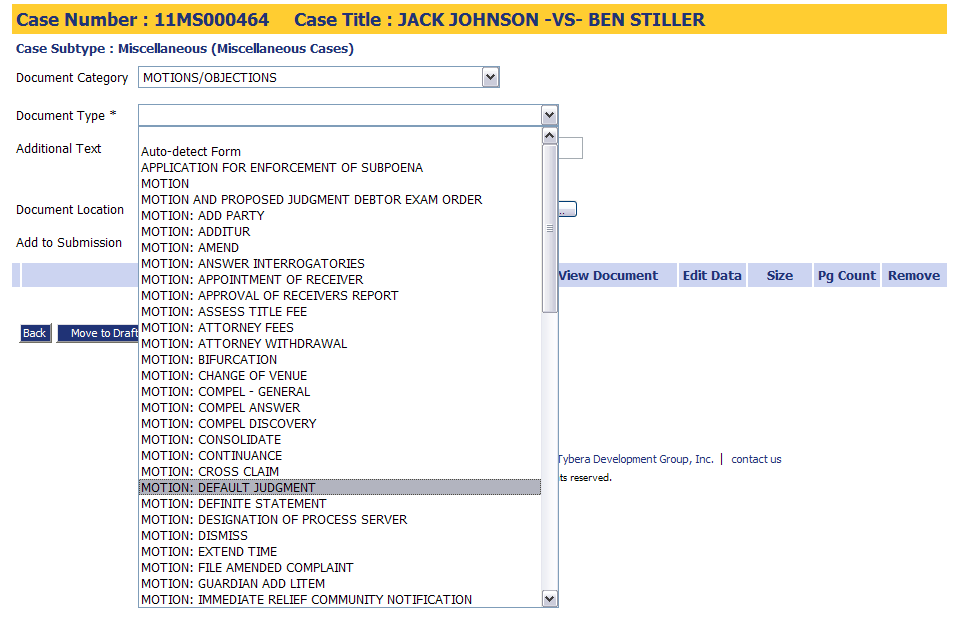 Case Number : 11MS000464 Case Title : JACK JOHNSON -VS- BEN STILLER
Case Subtype : Miscellaneous (Miscellaneous Cases)
Document Category MOTIONS/OBJECTIONS
Document Type *
Additional Text
Auto-detect Form
APPLICATION FOR ENFORCEMENT OF SUBPOENA
MOTION
MOTION AND PROPOSED JUDGMENT DEBTOR EXAM ORDER
Document Location
MOTION: ADD PARTY
MOTION: ADDITUR
Add to Submission
MOTION: AMEND
MOTION: ANSWER INTERROGATORIES
View Document Edit Data Size Pg Count Remove
MOTION: APPOINTMENT OF RECEIVER
MOTION: APPROVAL OF RECEIVERS REPORT
MOTION: ASSESS TITLE FEE
MOTION: ATTORNEY FEES
Back Move to Draft
MOTION: ATTORNEY WITHDRAWAL
MOTION: BIFURCATION
MOTION: CHANGE OF VENUE
MOTION: COMPEL - GENERAL
MOTION: COMPEL ANSWER
MOTION: COMPEL DISCOVERY
MOTION: CONSOLIDATE
MOTION: CONTINUANCE
Tybera Development Group, Inc. | contact us
MOTION: CROSS CLAIM
ts reserved.
MOTION: DEFAULT JUDGMENT
MOTION: DEFINITE STATEMENT
MOTION: DESIGNATION OF PROCESS SERVER
MOTION: DISMISS
MOTION: EXTEND TIME
MOTION: FILE AMENDED COMPLAINT
MOTION: GUARDIAN ADD LITEM
MOTION: IMMEDIATE RELIEF COMMUNITY NOTIFICATION